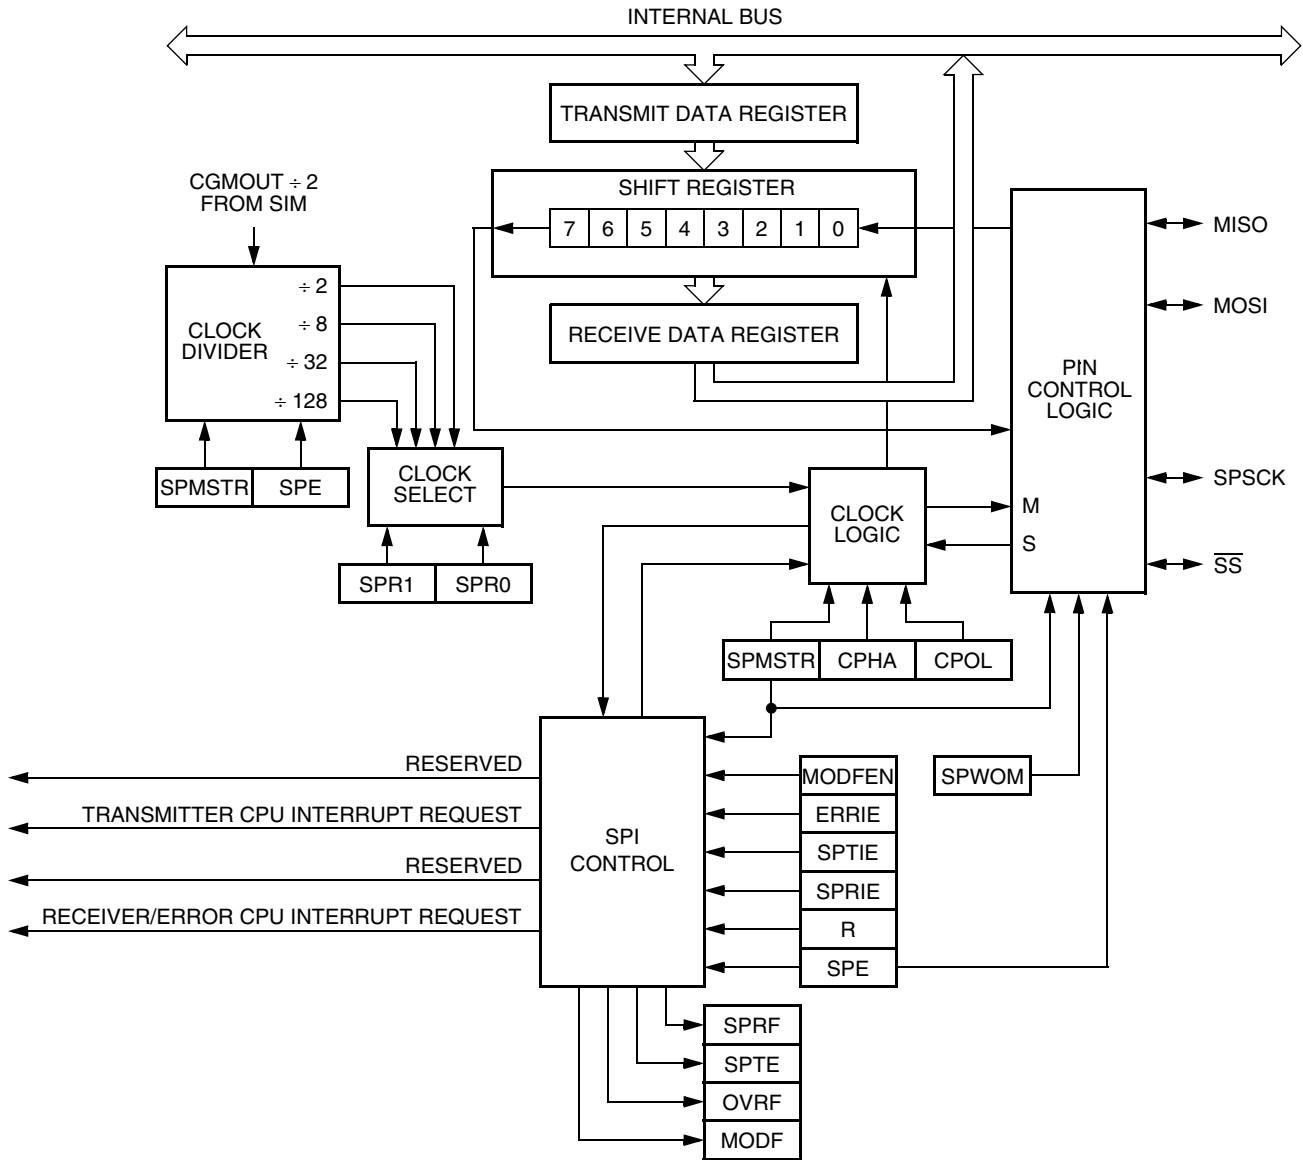 INTERNAL BUS
TRANSMIT DATA REGISTER
CGMOUT ÷ 2
FROM SIM
SHIFT REGISTER
7 6 5 4 3 2 1 0
MISO
÷ 2
÷ 8
÷ 32
÷ 128
CLOCK
DIVIDER
RECEIVE DATA REGISTER
MOSI
PIN
CONTROL
LOGIC
SPMSTR SPE
CLOCK
SELECT
SPSCK
CLOCK
LOGIC
M
S
SS
SPR1 SPR0
SPMSTR CPHA CPOL
RESERVED
TRANSMITTER CPU INTERRUPT REQUEST
RESERVED
RECEIVER/ERROR CPU INTERRUPT REQUEST
SPI
CONTROL
MODFEN
ERRIE
SPTIE
SPRIE
R
SPE
SPWOM
SPRF
SPTE
OVRF
MODF